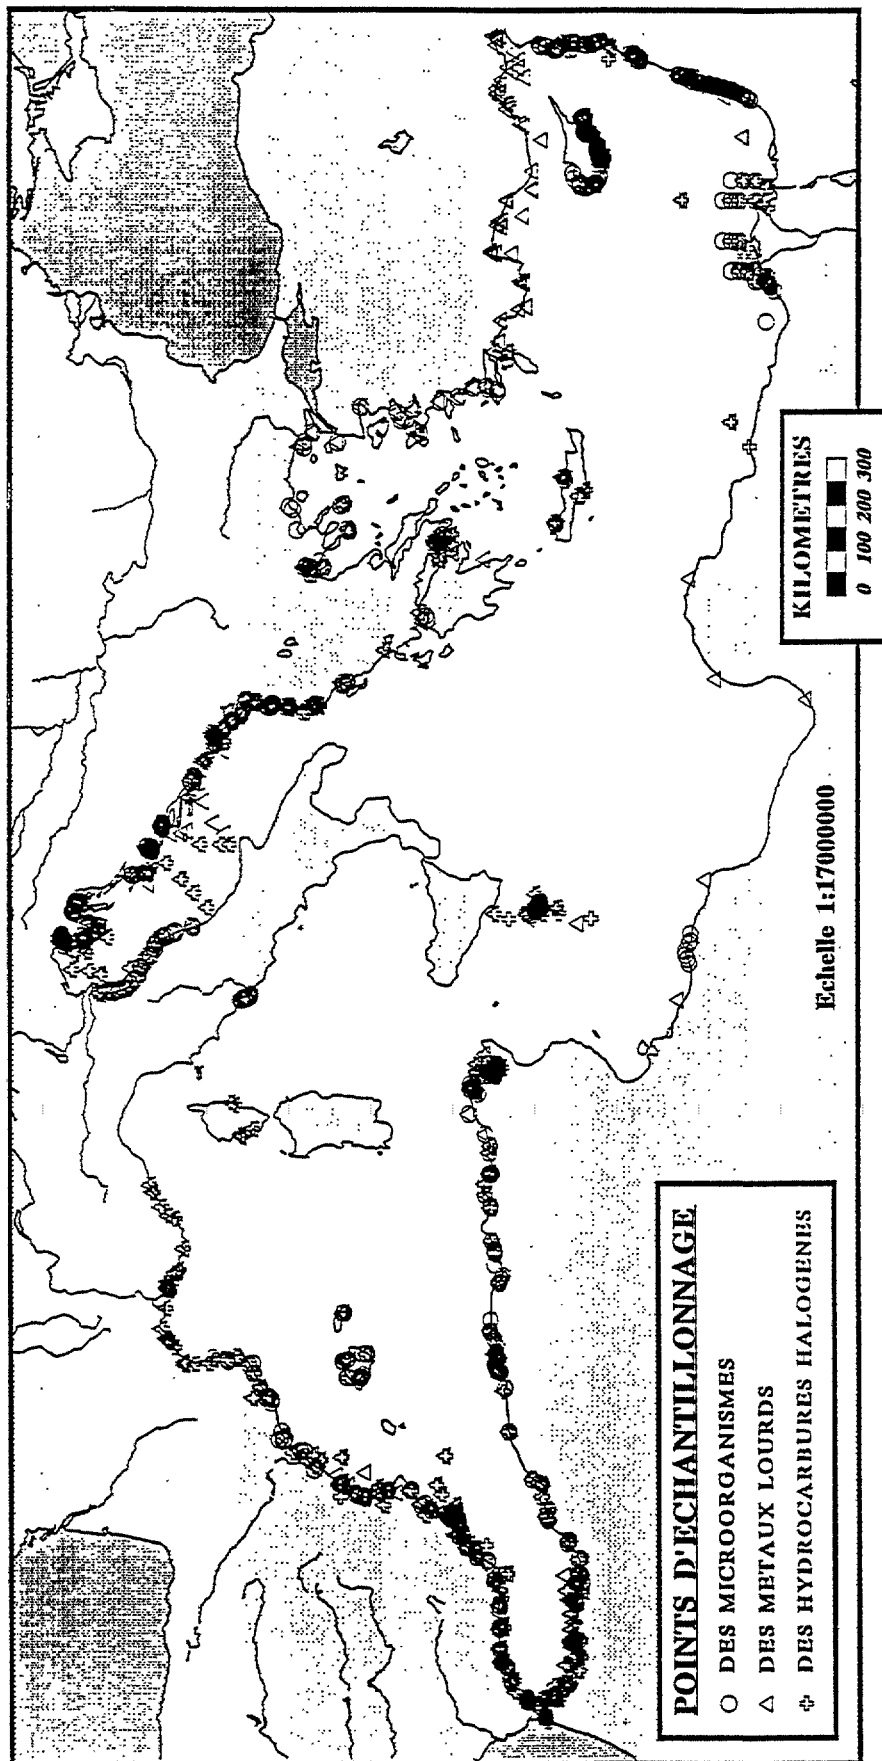 POINTS D'ECHANTILLONNAGE
○ DES MICROORGANISMES
△ DES METAUX LOURDS
✚ DES HYDROCARBURES HALOGENES
Echelle 1:17000000
KILOMETRES
0 100 200 300